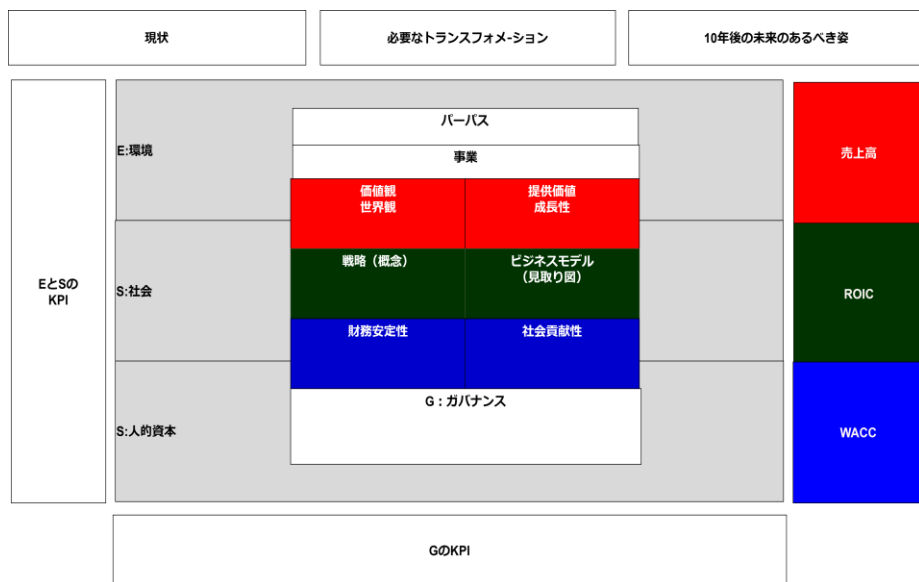 現状
必要なトランスフォメ-ション
10年後の未来のあるべき姿
パーパス
事業
E:環境
価値観
世界観
提供価値
成長性
売上高
EとSの
KPI
S:社会
戦略（概念）
ビジネスモデル
（見取り図）
ROIC
財務安定性
社会貢献性
S:人的資本
G：ガバナンス
WACC
GのKPI